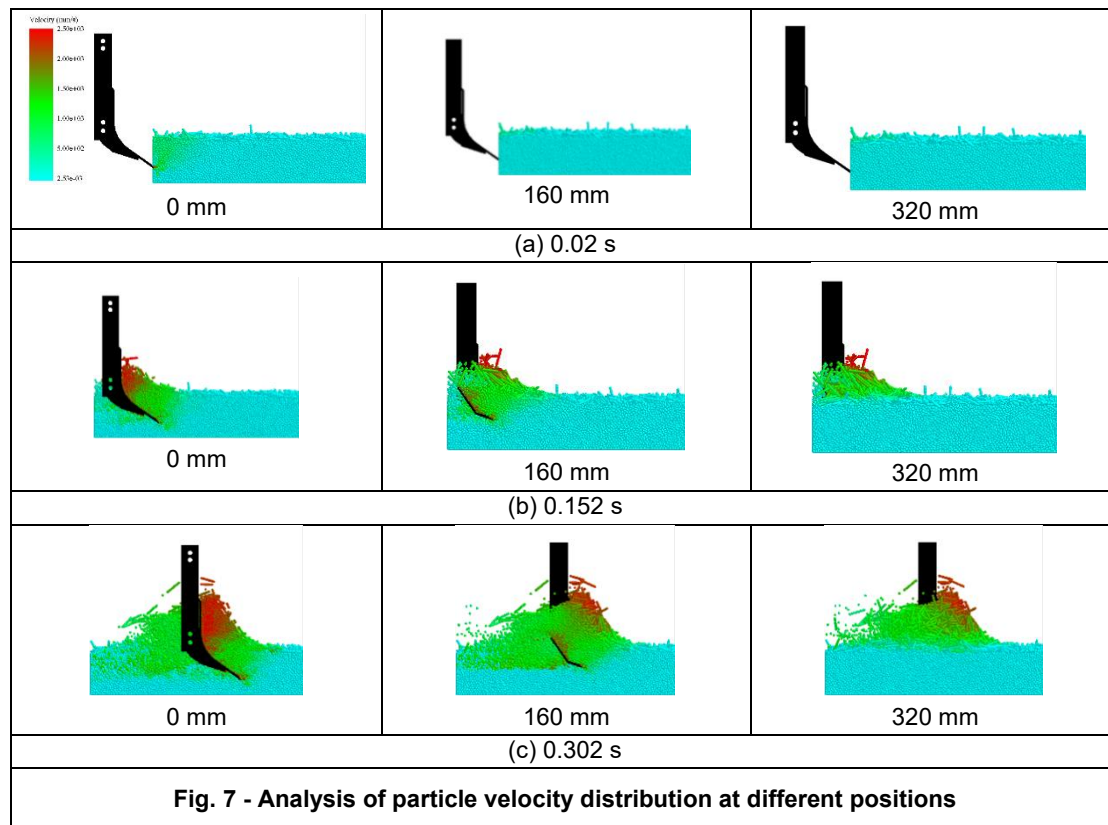 Velocity (mm/s)
2.50e+03
2.00e+03
1.50e+03
1.00e+03
5.00e+02
2.53e-03
0 mm
160 mm
320 mm
(a) 0.02 s
0 mm
160 mm
320 mm
(b) 0.152 s
0 mm
160 mm
320 mm
(c) 0.302 s
Fig. 7 - Analysis of particle velocity distribution at different positions